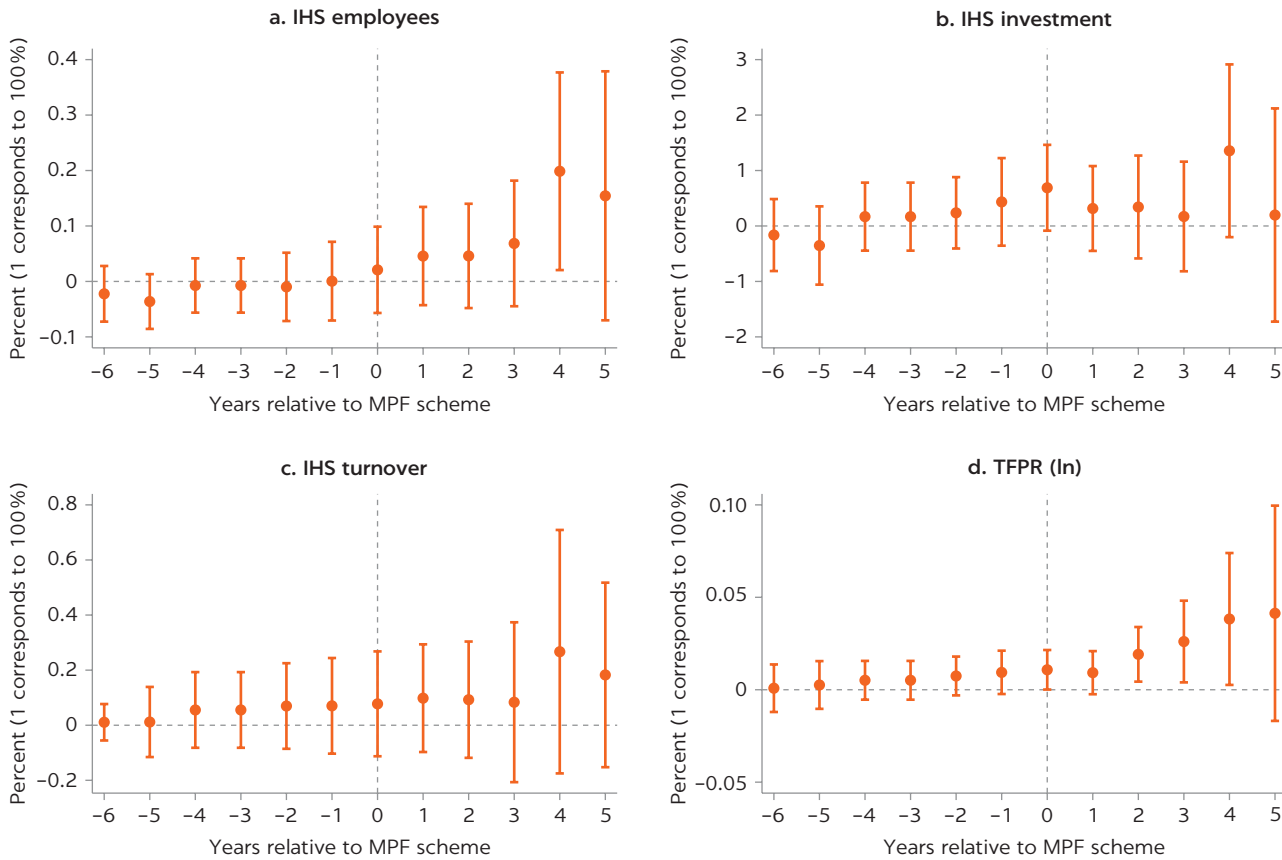 a. IHS employees
Percent (1 corresponds to 100%)
0.4
0.3
0.2
0.1
0
–0.1
–6 –5 –4 –3 –2 –1 0 1 2 3 4 5
Years relative to MPF scheme
b. IHS investment
Percent (1 corresponds to 100%)
3
2
1
0
–1
–2
–6 –5 –4 –3 –2 –1 0 1 2 3 4 5
Years relative to MPF scheme
c. IHS turnover
Percent (1 corresponds to 100%)
0.8
0.6
0.4
0.2
0
–0.2
–6 –5 –4 –3 –2 –1 0 1 2 3 4 5
Years relative to MPF scheme
d. TFPR (ln)
Percent (1 corresponds to 100%)
0.10
0.05
0
–0.05
–6 –5 –4 –3 –2 –1 0 1 2 3 4 5
Years relative to MPF scheme